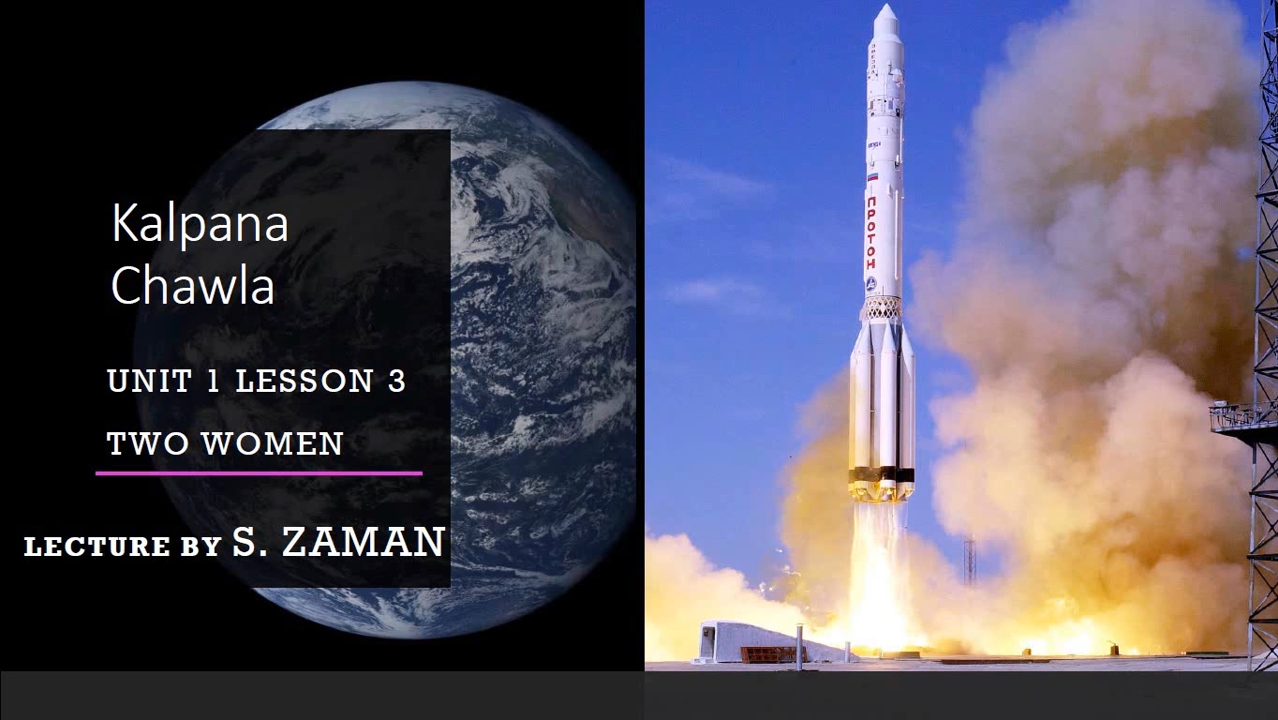 Kalpana
Chawla
UNIT 1 LESSON 3
TWO WOMEN
LECTURE BY S. ZAMAN
ПРОТОН